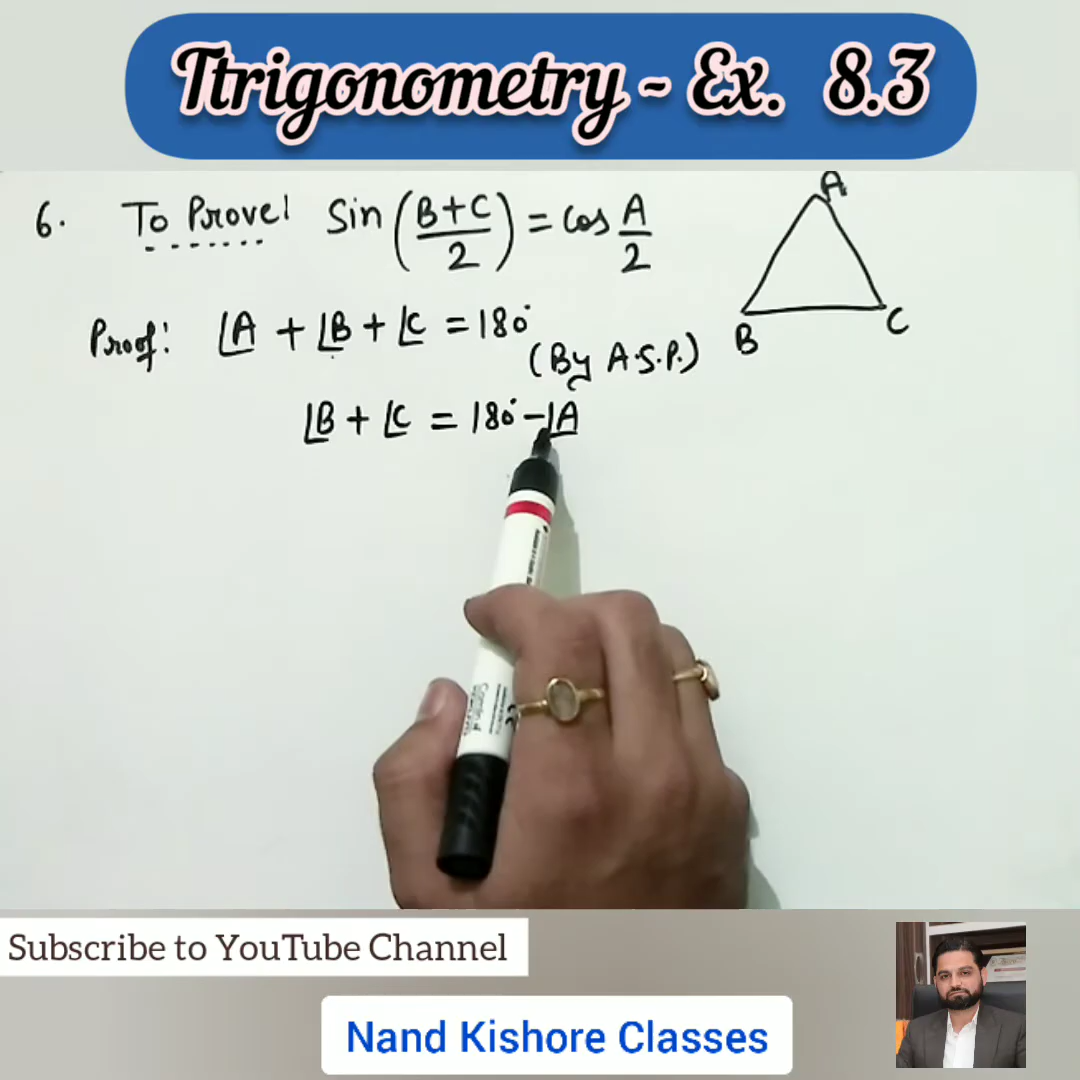 Ttrigonometry - Ex. 8.3
6. To Prove! Sin (B+C/2) = cos A/2
A
B
C
Proof: ∠A + ∠B + ∠C = 180°
(By A.S.P.)
∠B + ∠C = 180° - ∠A
Subscribe to YouTube Channel
Nand Kishore Classes